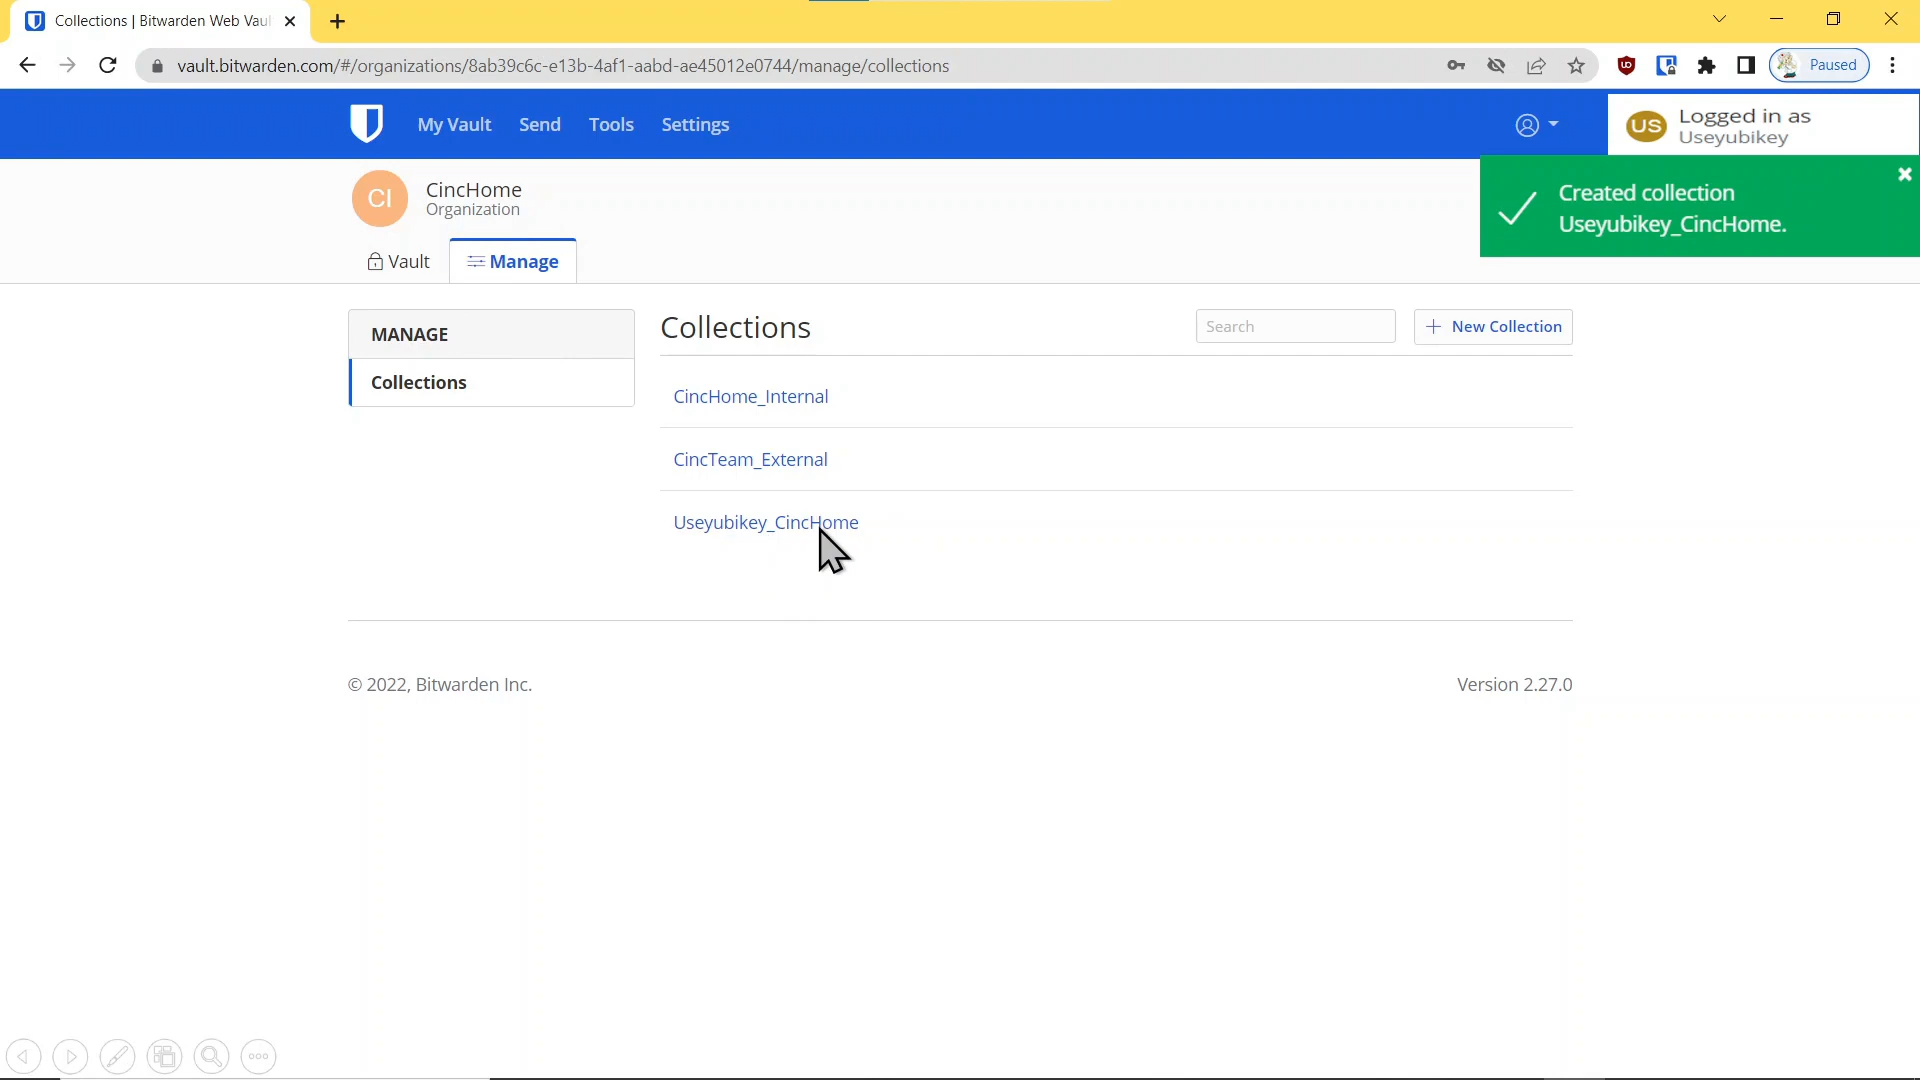 Collections | Bitwarden Web Vaul
vault.bitwarden.com/#/organizations/8ab39c6c-e13b-4af1-aabd-ae45012e0744/manage/collections
Paused
My Vault Send Tools Settings
US Logged in as
Useyubikey
CI CincHome
Organization
Created collection
Useyubikey_CincHome.
Vault Manage
MANAGE
Collections
Collections
Search
New Collection
CincHome_Internal
CincTeam_External
Useyubikey_CincHome
© 2022, Bitwarden Inc.
Version 2.27.0